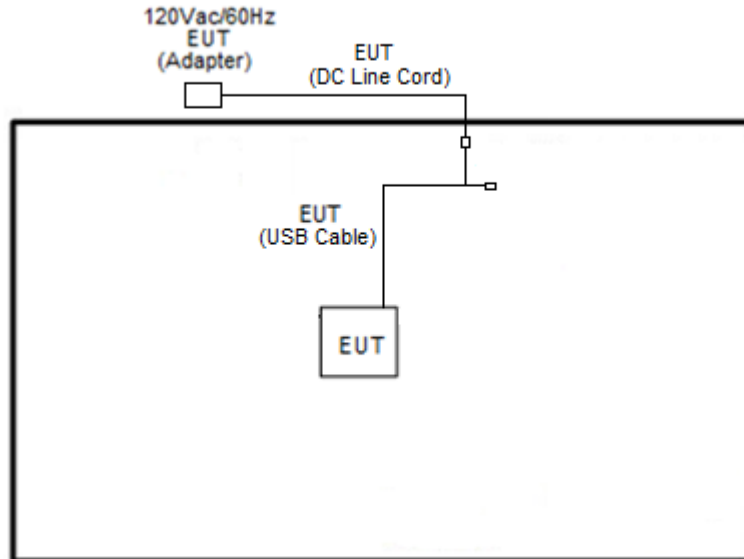 120Vac/60Hz
EUT
(Adapter)
EUT
(DC Line Cord)
EUT
(USB Cable)
EUT